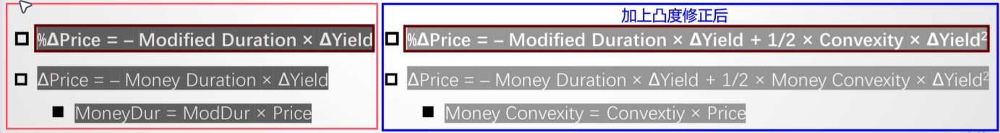 %ΔPrice = – Modified Duration × ΔYield
ΔPrice = – Money Duration × ΔYield
MoneyDur = ModDur × Price
加上凸度修正后
%ΔPrice = – Modified Duration × ΔYield + 1/2 × Convexity × ΔYield²
ΔPrice = – Money Duration × ΔYield + 1/2 × Money Convexity × ΔYield²
Money Convexity = Convextiy × Price